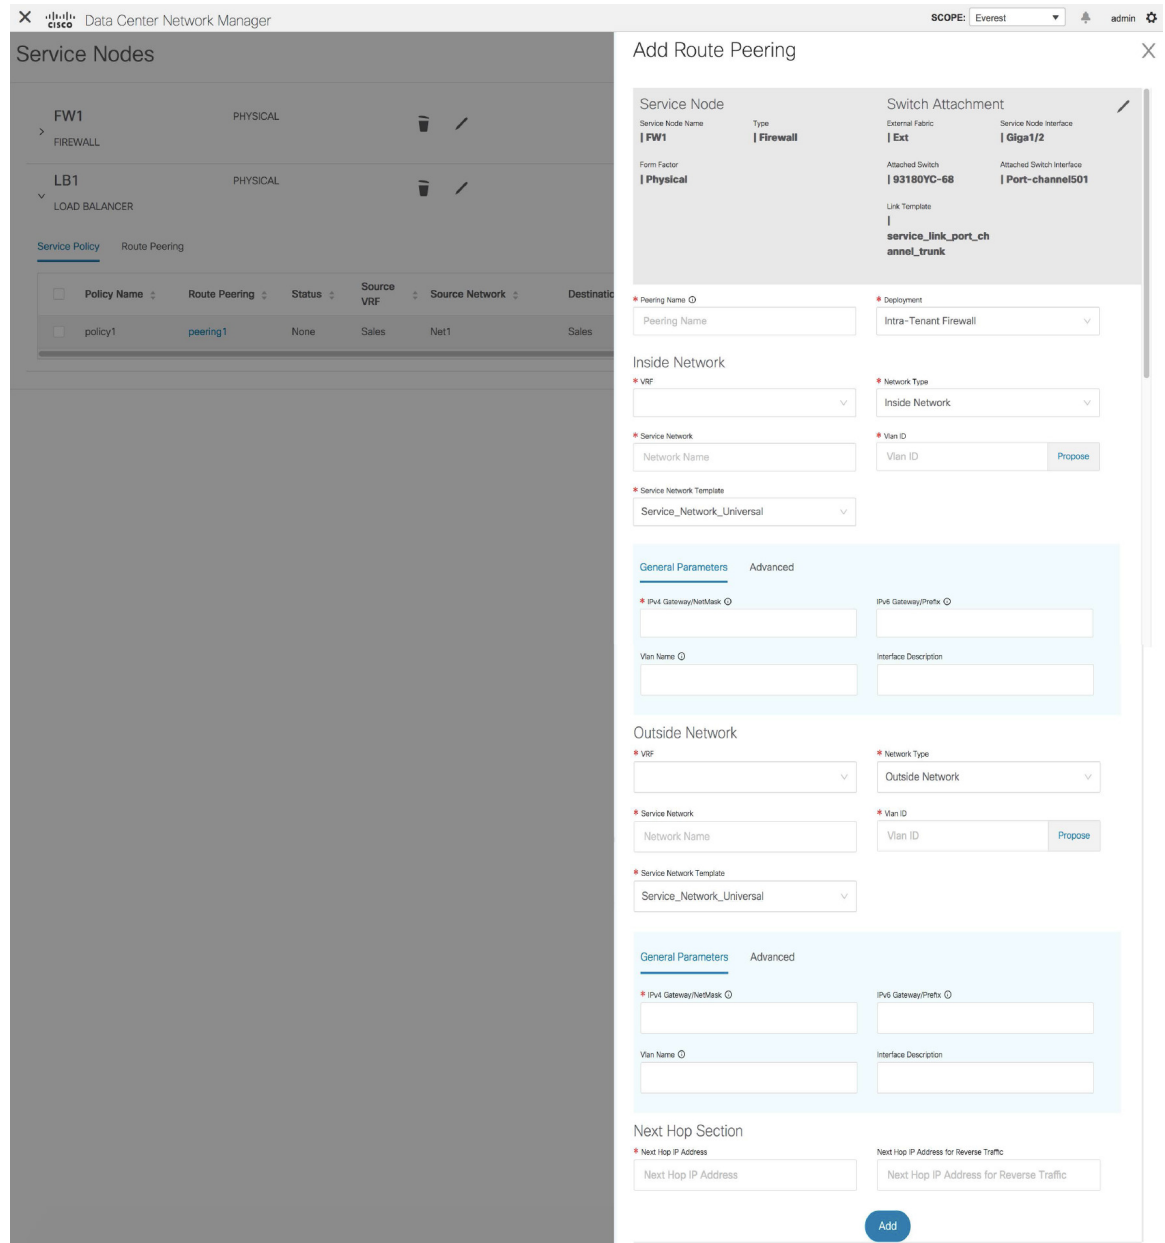 cisco Data Center Network Manager
SCOPE: Everest
admin
Service Nodes
FW1 PHYSICAL
FIREWALL
LB1 PHYSICAL
LOAD BALANCER
Service Policy Route Peering
Policy Name Route Peering Status Source VRF Source Network Destinatio
policy1 peering1 None Sales Net1 Sales
Add Route Peering
X
Service Node
Service Node Name Type
| FW1 | Firewall
Form Factor
| Physical
Switch Attachment
External Fabric Service Node Interface
| Ext | Giga1/2
Attached Switch Attached Switch Interface
| 93180YC-68 | Port-channel501
Link Template
|
service_link_port_ch
annel_trunk
* Peering Name * Deployment
Peering Name Intra-Tenant Firewall
Inside Network
* VRF * Network Type
Inside Network
* Service Network * Vlan ID
Network Name Vlan ID Propose
* Service Network Template
Service_Network_Universal
General Parameters Advanced
* IPv4 Gateway/NetMask IPv6 Gateway/Prefix
Vlan Name Interface Description
Outside Network
* VRF * Network Type
Outside Network
* Service Network * Vlan ID
Network Name Vlan ID Propose
* Service Network Template
Service_Network_Universal
General Parameters Advanced
* IPv4 Gateway/NetMask IPv6 Gateway/Prefix
Vlan Name Interface Description
Next Hop Section
* Next Hop IP Address Next Hop IP Address for Reverse Traffic
Next Hop IP Address Next Hop IP Address for Reverse Traffic
Add